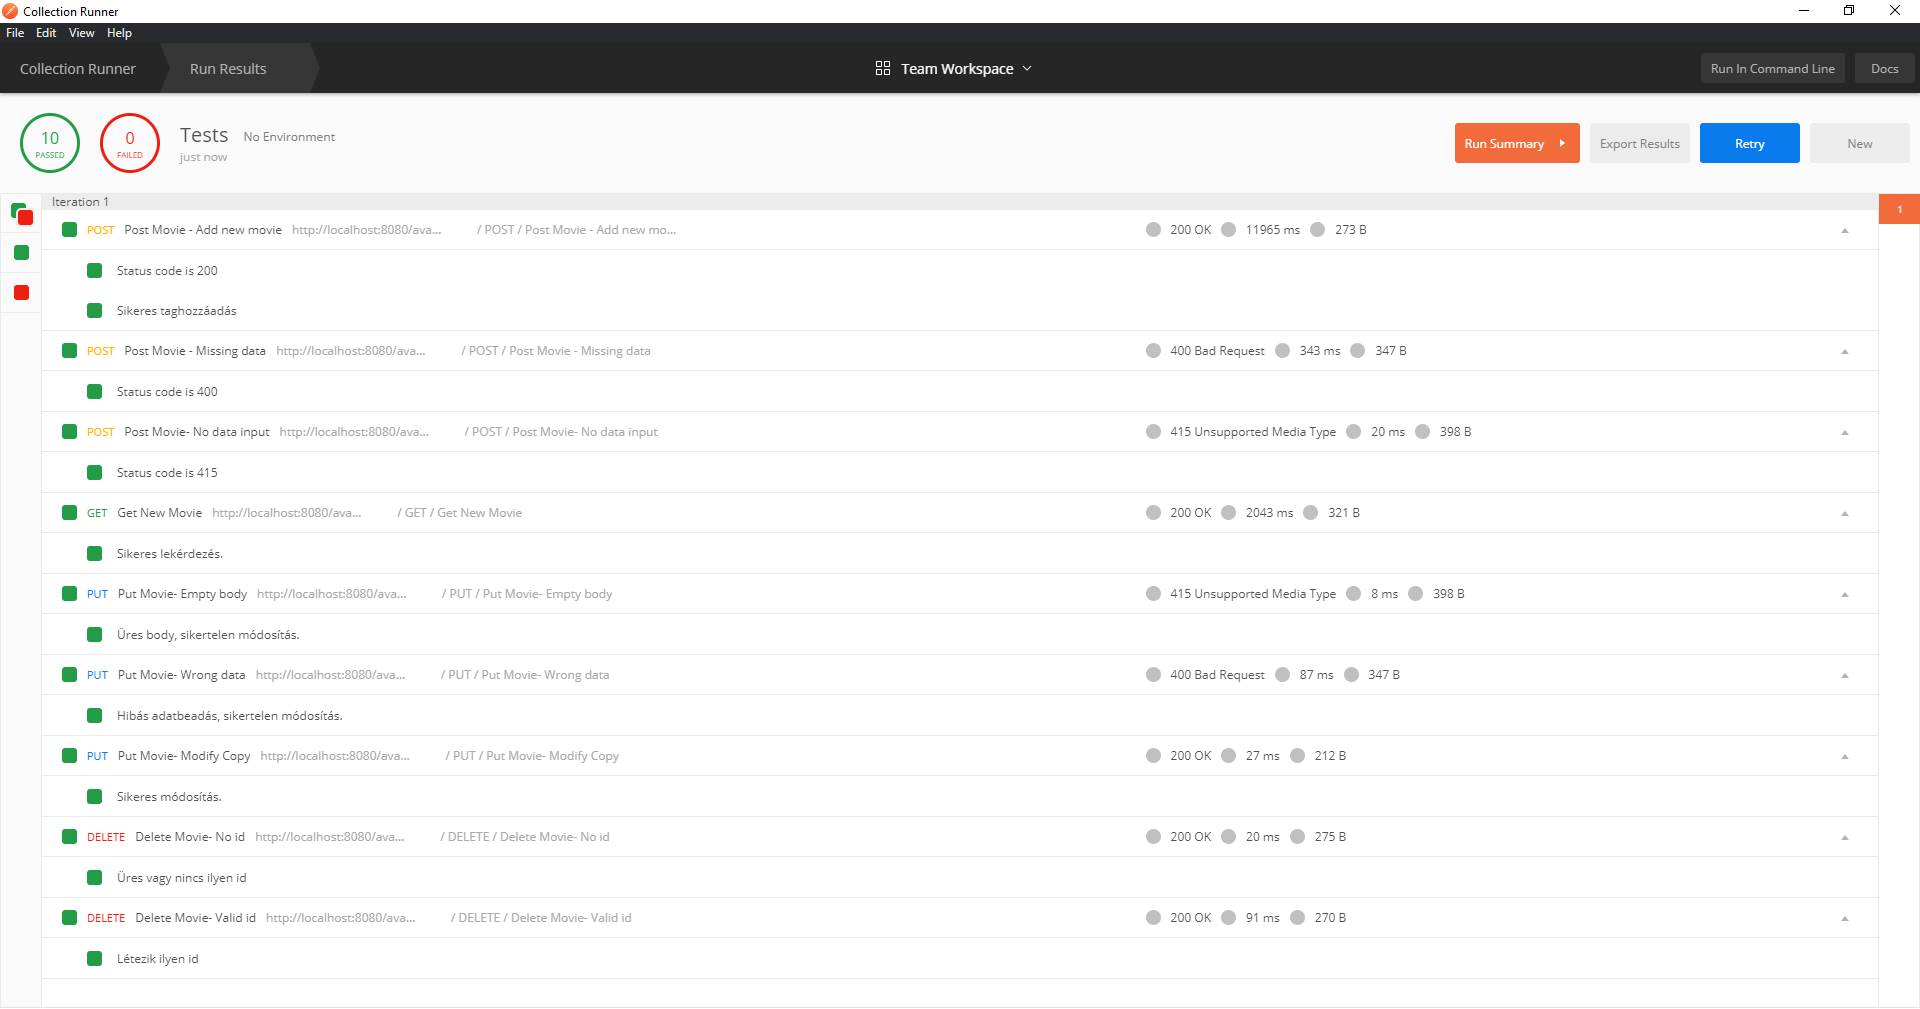 Collection Runner
File Edit View Help
Collection Runner Run Results Team Workspace Run In Command Line Docs
10 PASSED 0 FAILED Tests No Environment just now Run Summary Export Results Retry New
Iteration 1 1
POST Post Movie - Add new movie http://localhost:8080/ava... / POST / Post Movie - Add new mo... 200 OK 11965 ms 273 B
Status code is 200
Sikeres taghozzáadás
POST Post Movie - Missing data http://localhost:8080/ava... / POST / Post Movie - Missing data 400 Bad Request 343 ms 347 B
Status code is 400
POST Post Movie- No data input http://localhost:8080/ava... / POST / Post Movie- No data input 415 Unsupported Media Type 20 ms 398 B
Status code is 415
GET Get New Movie http://localhost:8080/ava... / GET / Get New Movie 200 OK 2043 ms 321 B
Sikeres lekérdezés.
PUT Put Movie- Empty body http://localhost:8080/ava... / PUT / Put Movie- Empty body 415 Unsupported Media Type 8 ms 398 B
Üres body, sikertelen módosítás.
PUT Put Movie- Wrong data http://localhost:8080/ava... / PUT / Put Movie- Wrong data 400 Bad Request 87 ms 347 B
Hibás adatbeadás, sikertelen módosítás.
PUT Put Movie- Modify Copy http://localhost:8080/ava... / PUT / Put Movie- Modify Copy 200 OK 27 ms 212 B
Sikeres módosítás.
DELETE Delete Movie- No id http://localhost:8080/ava... / DELETE / Delete Movie- No id 200 OK 20 ms 275 B
Üres vagy nincs ilyen id
DELETE Delete Movie- Valid id http://localhost:8080/ava... / DELETE / Delete Movie- Valid id 200 OK 91 ms 270 B
Létezik ilyen id